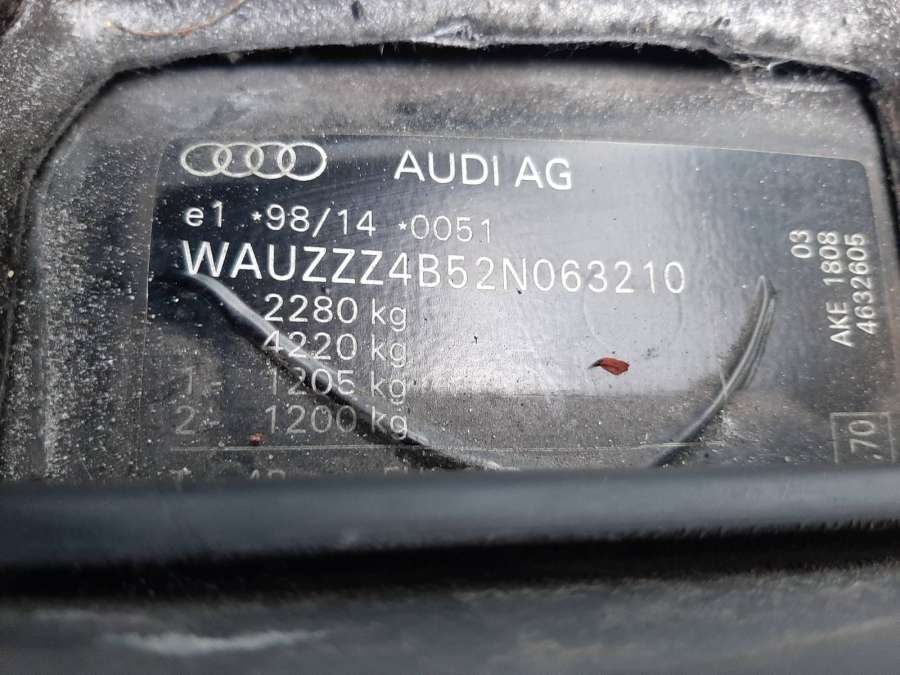 AUDI AG
e1 *98/14 *0051
WAUZZZ4B52N063210
2280 kg
4220 kg
1- 1205 kg
2- 1200 kg
03
AKE 1808
4632605
,70